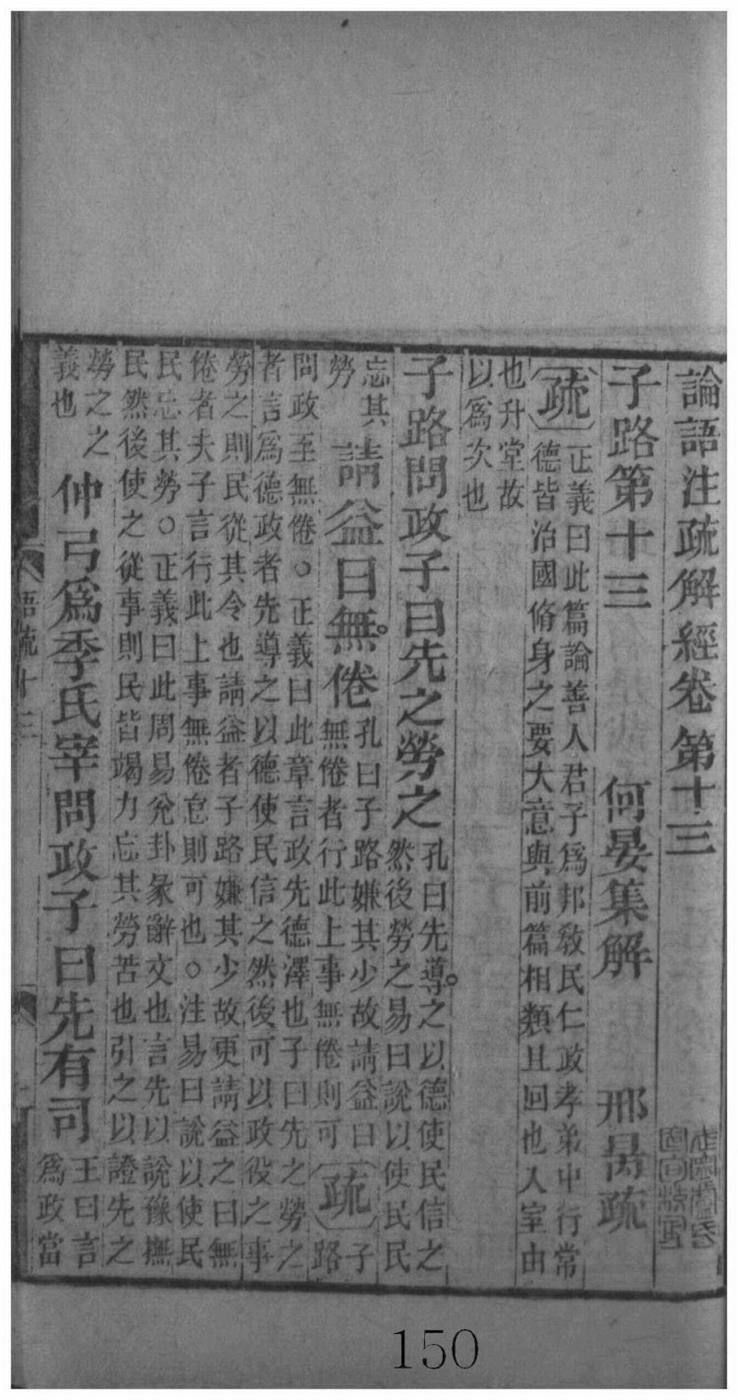 論語注疏解經卷第十三
子路第十三　何晏集解　邢昺疏
疏
正義曰此篇論善人君子爲邦敎民仁政孝弟中行常
德皆治國脩身之要大意與前篇相類且回也入室由
也升堂故
以爲次也
子路問政子曰先之勞之
孔曰先導之以德使民信之
然後勞之易曰說以使民民
忘其
勞
請益曰無倦
孔曰子路嫌其少故請益曰
無倦者行此上事無倦則可
疏
子
路
問政至無倦○正義曰此章言政先德澤也子曰先之勞之
者言爲德政者先導之以德使民信之然後可以政役之事
勞之則民從其令也請益者子路嫌其少故更請益之曰無
倦者夫子言行此上事無倦怠則可也○注易曰說以使民
民忘其勞○正義曰此周易兌卦彖辭文也言先以說豫撫
民然後使之從事則民皆竭力忘其勞苦也引之以證先之
勞之之
義也
仲弓爲季氏宰問政子曰先有司
王曰言
爲政當
語疏十三
150